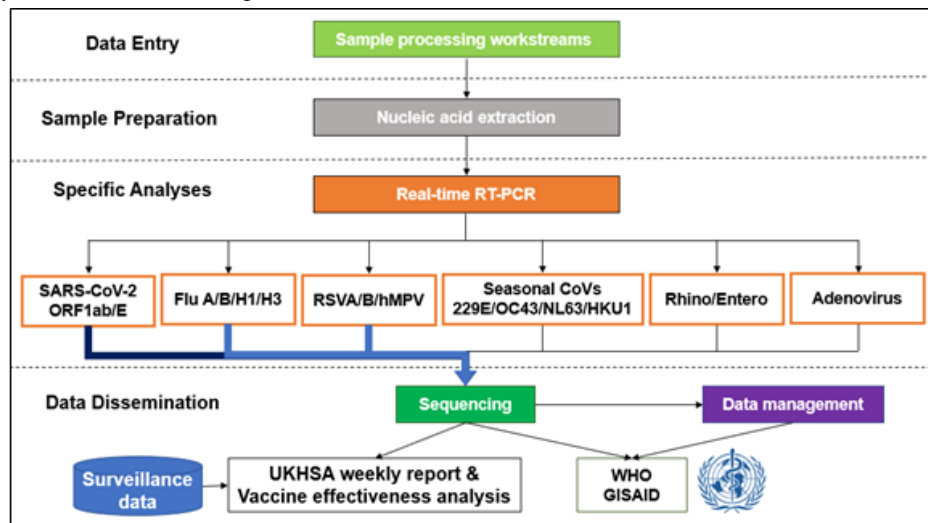 Data Entry
Sample processing workstreams
Sample Preparation
Nucleic acid extraction
Specific Analyses
Real-time RT-PCR
SARS-CoV-2
ORF1ab/E
Flu A/B/H1/H3
RSVA/B/hMPV
Seasonal CoVs
229E/OC43/NL63/HKU1
Rhino/Entero
Adenovirus
Data Dissemination
Sequencing
Data management
Surveillance
data
UKHSA weekly report &
Vaccine effectiveness analysis
WHO
GISAID